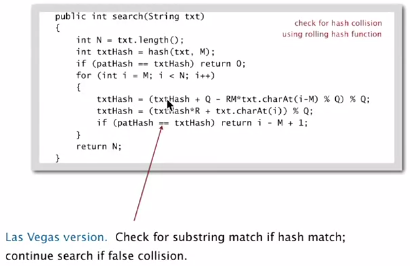 public int search(String txt)
{
check for hash collision
using rolling hash function
int N = txt.length();
int txtHash = hash(txt, M);
if (patHash == txtHash) return 0;
for (int i = M; i < N; i++)
{
txtHash = (txtHash + Q - RM*txt.charAt(i-M) % Q) % Q;
txtHash = (txtHash*R + txt.charAt(i)) % Q;
if (patHash == txtHash) return i - M + 1;
}
return N;
}
Las Vegas version. Check for substring match if hash match;
continue search if false collision.